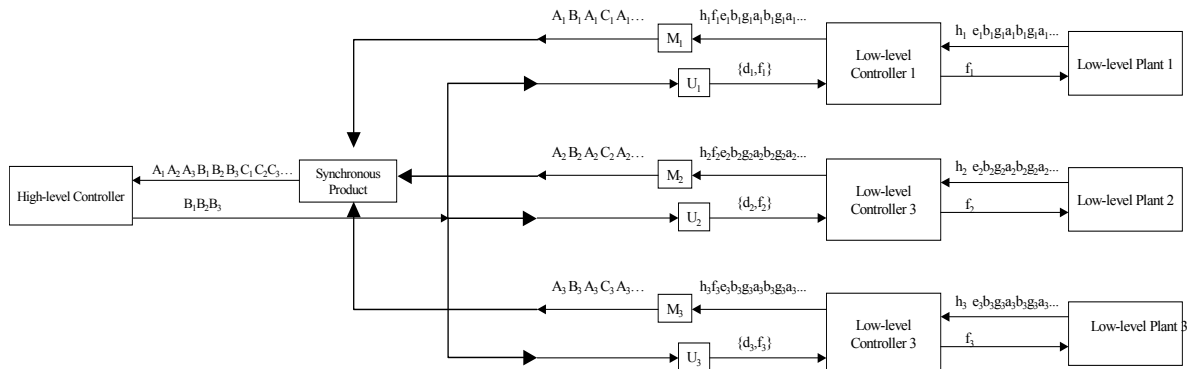 A₁ B₁ A₁ C₁ A₁…
h₁f₁e₁b₁g₁a₁b₁g₁a₁...
M₁
Low-level
Controller 1
h₁ e₁b₁g₁a₁b₁g₁a₁...
f₁
Low-level Plant 1
U₁
{d₁,f₁}
A₂ B₂ A₂ C₂ A₂…
h₂f₂e₂b₂g₂a₂b₂g₂a₂...
M₂
Low-level
Controller 3
h₂ e₂b₂g₂a₂b₂g₂a₂...
f₂
Low-level Plant 2
U₂
{d₂,f₂}
High-level Controller
A₁ A₂ A₃ B₁ B₂ B₃ C₁ C₂C₃…
B₁B₂B₃
Synchronous
Product
A₃ B₃ A₃ C₃ A₃…
h₃f₃e₃b₃g₃a₃b₃g₃a₃...
M₃
Low-level
Controller 3
h₃ e₃b₃g₃a₃b₃g₃a₃...
f₃
Low-level Plant 3
U₃
{d₃,f₃}